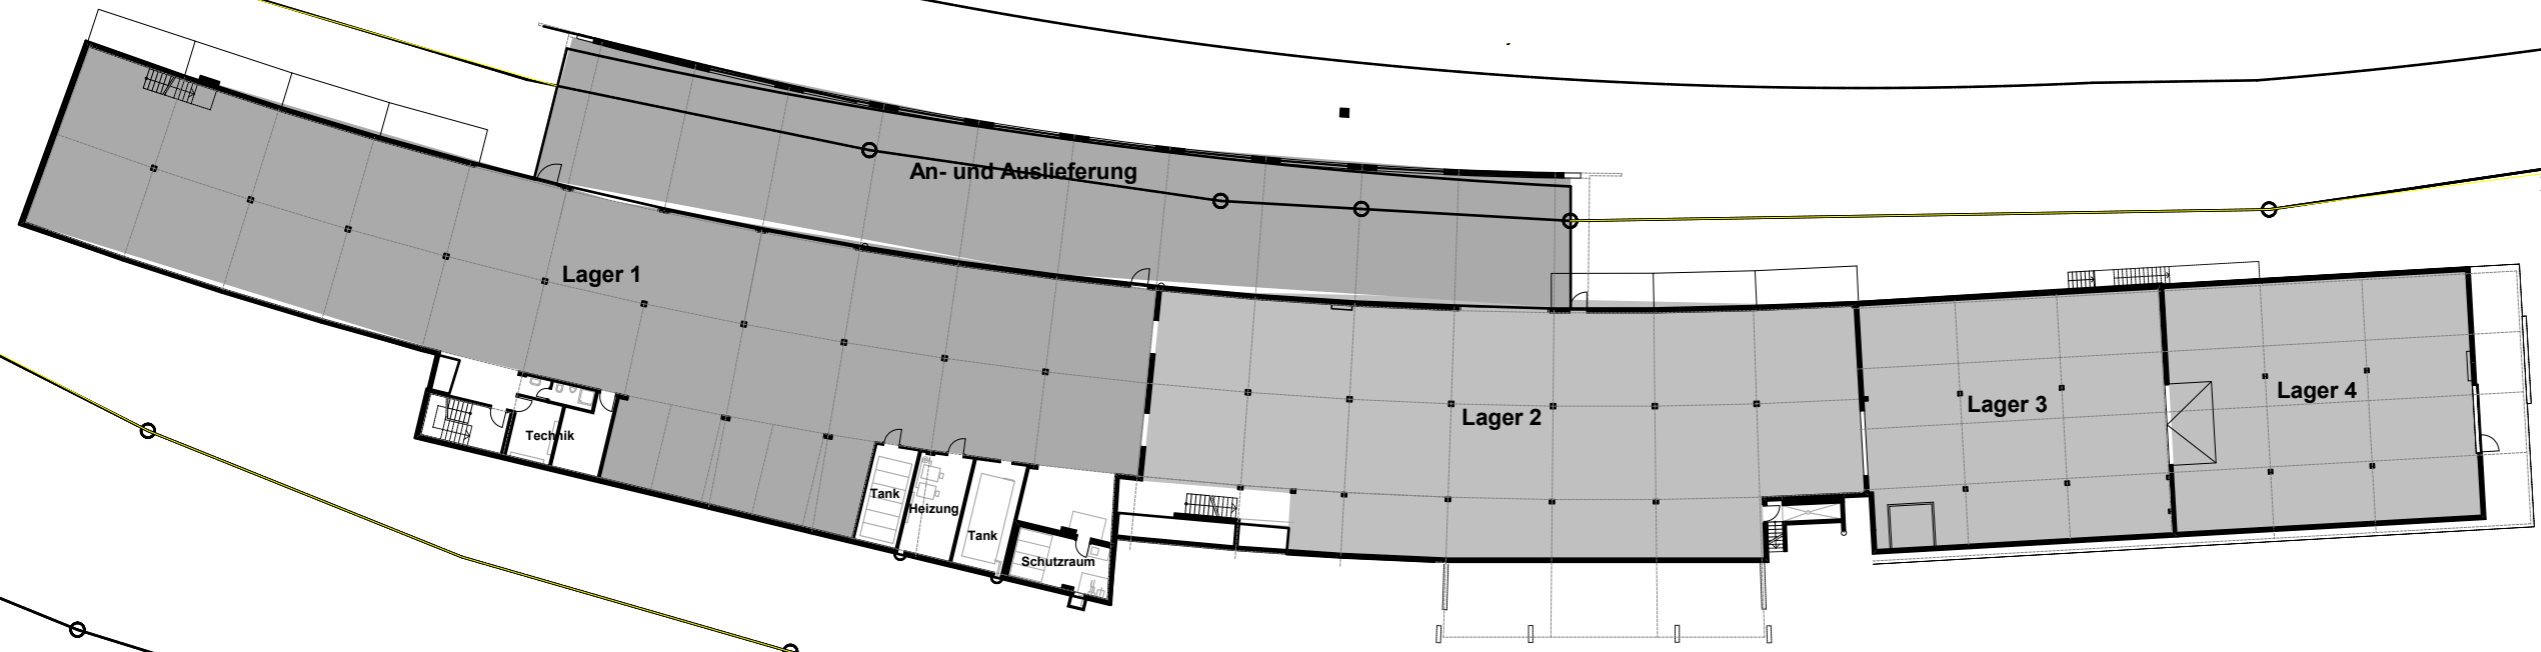 An- und Auslieferung
Lager 1
Lager 2
Lager 3
Lager 4
Technik
Tank
Heizung
Tank
Schutzraum